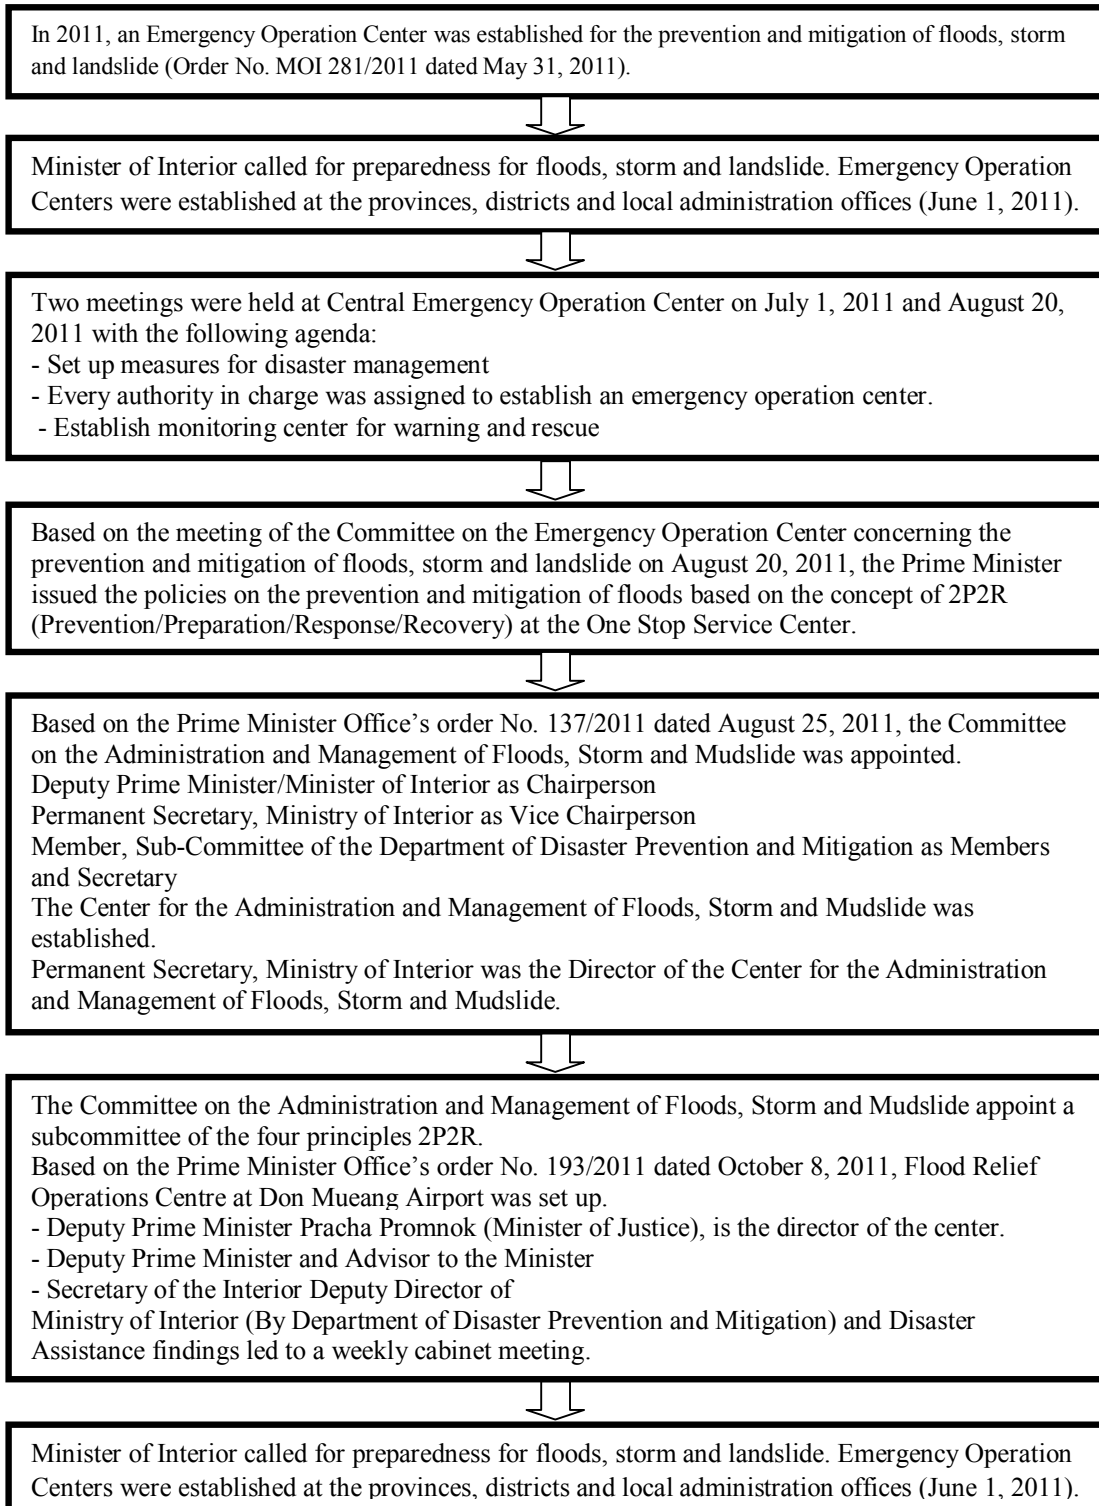 In 2011, an Emergency Operation Center was established for the prevention and mitigation of floods, storm
and landslide (Order No. MOI 281/2011 dated May 31, 2011).
Minister of Interior called for preparedness for floods, storm and landslide. Emergency Operation
Centers were established at the provinces, districts and local administration offices (June 1, 2011).
Two meetings were held at Central Emergency Operation Center on July 1, 2011 and August 20,
2011 with the following agenda:
- Set up measures for disaster management
- Every authority in charge was assigned to establish an emergency operation center.
- Establish monitoring center for warning and rescue
Based on the meeting of the Committee on the Emergency Operation Center concerning the
prevention and mitigation of floods, storm and landslide on August 20, 2011, the Prime Minister
issued the policies on the prevention and mitigation of floods based on the concept of 2P2R
(Prevention/Preparation/Response/Recovery) at the One Stop Service Center.
Based on the Prime Minister Office’s order No. 137/2011 dated August 25, 2011, the Committee
on the Administration and Management of Floods, Storm and Mudslide was appointed.
Deputy Prime Minister/Minister of Interior as Chairperson
Permanent Secretary, Ministry of Interior as Vice Chairperson
Member, Sub-Committee of the Department of Disaster Prevention and Mitigation as Members
and Secretary
The Center for the Administration and Management of Floods, Storm and Mudslide was
established.
Permanent Secretary, Ministry of Interior was the Director of the Center for the Administration
and Management of Floods, Storm and Mudslide.
The Committee on the Administration and Management of Floods, Storm and Mudslide appoint a
subcommittee of the four principles 2P2R.
Based on the Prime Minister Office’s order No. 193/2011 dated October 8, 2011, Flood Relief
Operations Centre at Don Mueang Airport was set up.
- Deputy Prime Minister Pracha Promnok (Minister of Justice), is the director of the center.
- Deputy Prime Minister and Advisor to the Minister
- Secretary of the Interior Deputy Director of
Ministry of Interior (By Department of Disaster Prevention and Mitigation) and Disaster
Assistance findings led to a weekly cabinet meeting.
Minister of Interior called for preparedness for floods, storm and landslide. Emergency Operation
Centers were established at the provinces, districts and local administration offices (June 1, 2011).